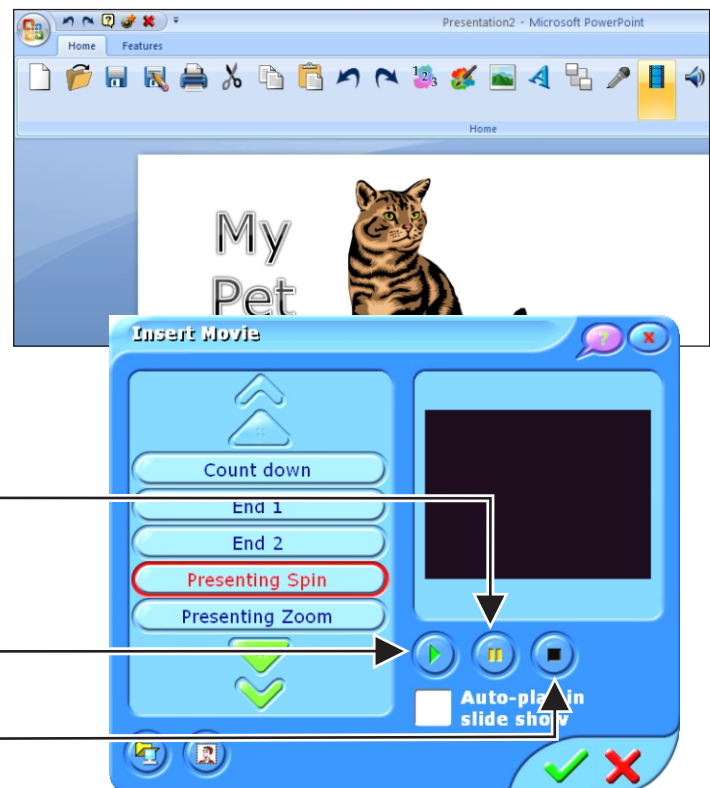 Presentation2 - Microsoft PowerPoint
Home Features
Home
My
Pet
Insert Movie
Count down
End 1
End 2
Presenting Spin
Presenting Zoom
Auto-play in
slide show